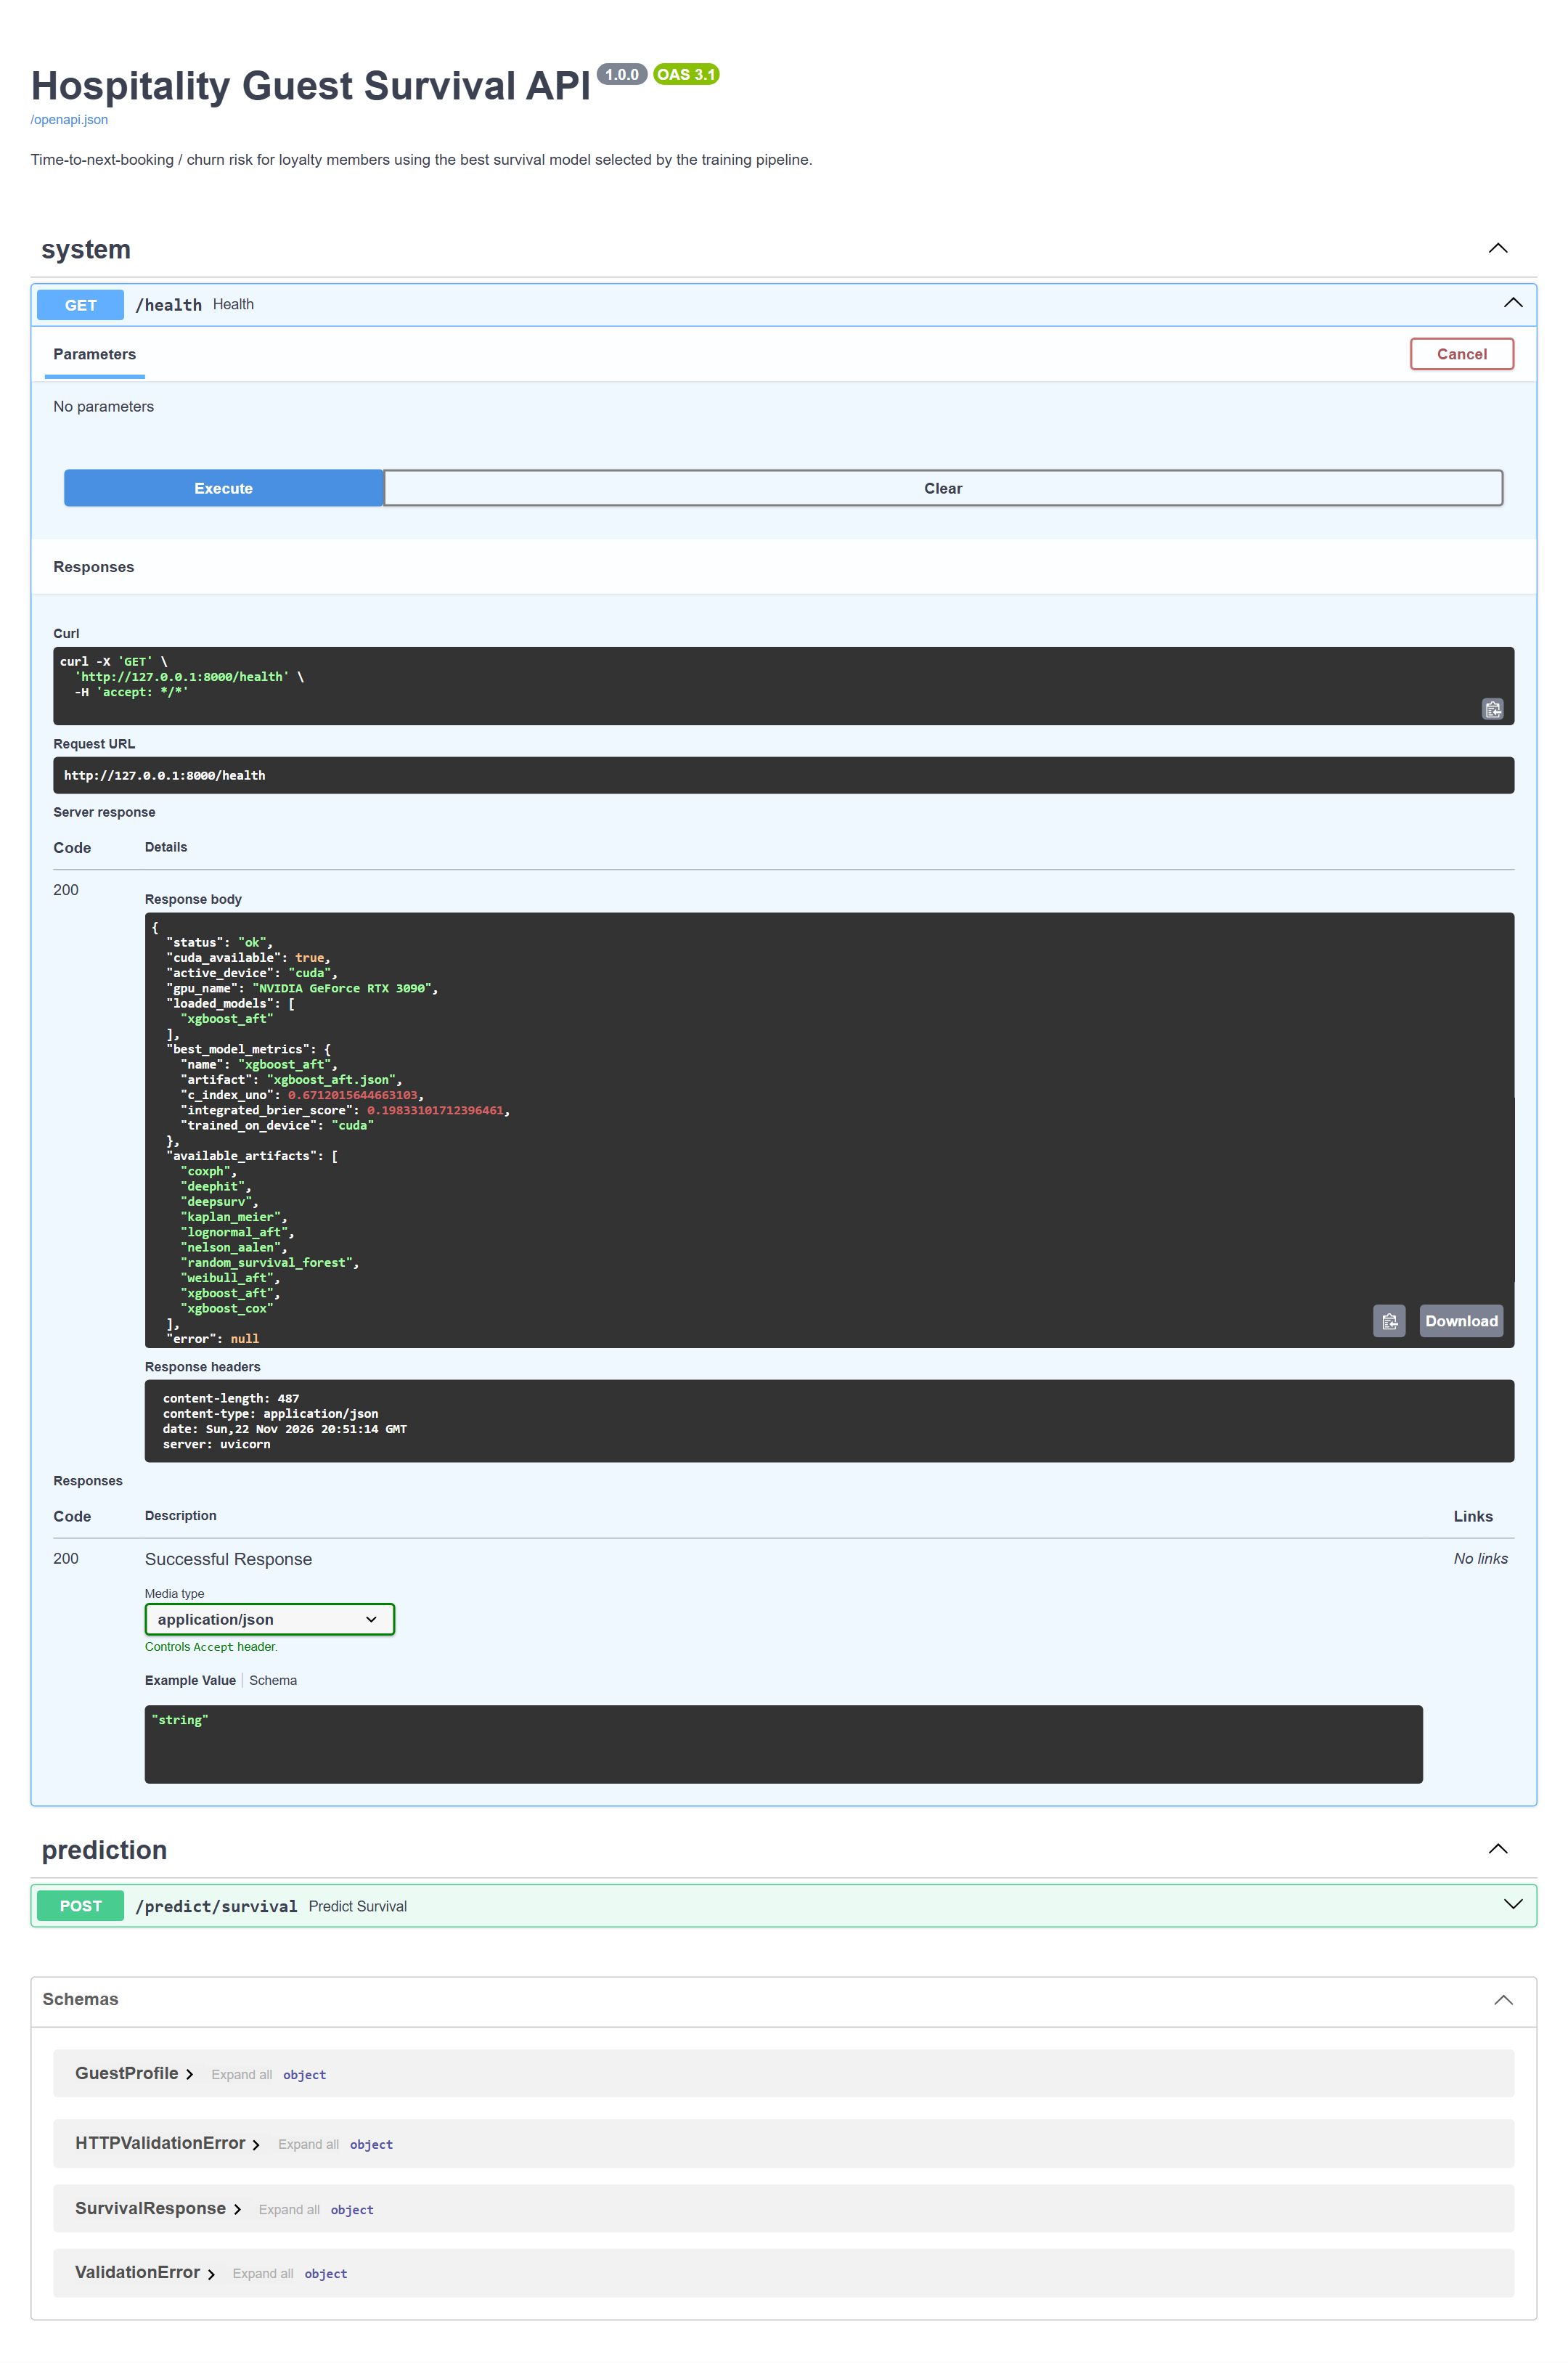 Hospitality Guest Survival API 1.0.0 OAS 3.1
/openapi.json
Time-to-next-booking / churn risk for loyalty members using the best survival model selected by the training pipeline.
system
GET /health Health
Parameters Cancel
No parameters
Execute Clear
Responses
Curl
curl -X 'GET' \
'http://127.0.0.1:8000/health' \
-H 'accept: */*'
Request URL
http://127.0.0.1:8000/health
Server response
Code Details
200
Response body
{
"status": "ok",
"cuda_available": true,
"active_device": "cuda",
"gpu_name": "NVIDIA GeForce RTX 3090",
"loaded_models": [
"xgboost_aft"
],
"best_model_metrics": {
"name": "xgboost_aft",
"artifact": "xgboost_aft.json",
"c_index_uno": 0.6712015644663103,
"integrated_brier_score": 0.19833101712396461,
"trained_on_device": "cuda"
},
"available_artifacts": [
"coxph",
"deephit",
"deepsurv",
"kaplan_meier",
"lognormal_aft",
"nelson_aalen",
"random_survival_forest",
"weibull_aft",
"xgboost_aft",
"xgboost_cox"
],
"error": null
Download
Response headers
content-length: 487
content-type: application/json
date: Sun,22 Nov 2026 20:51:14 GMT
server: uvicorn
Responses
Code Description Links
200 Successful Response No links
Media type
application/json
Controls Accept header.
Example Value Schema
"string"
prediction
POST /predict/survival Predict Survival
Schemas
GuestProfile Expand all object
HTTPValidationError Expand all object
SurvivalResponse Expand all object
ValidationError Expand all object